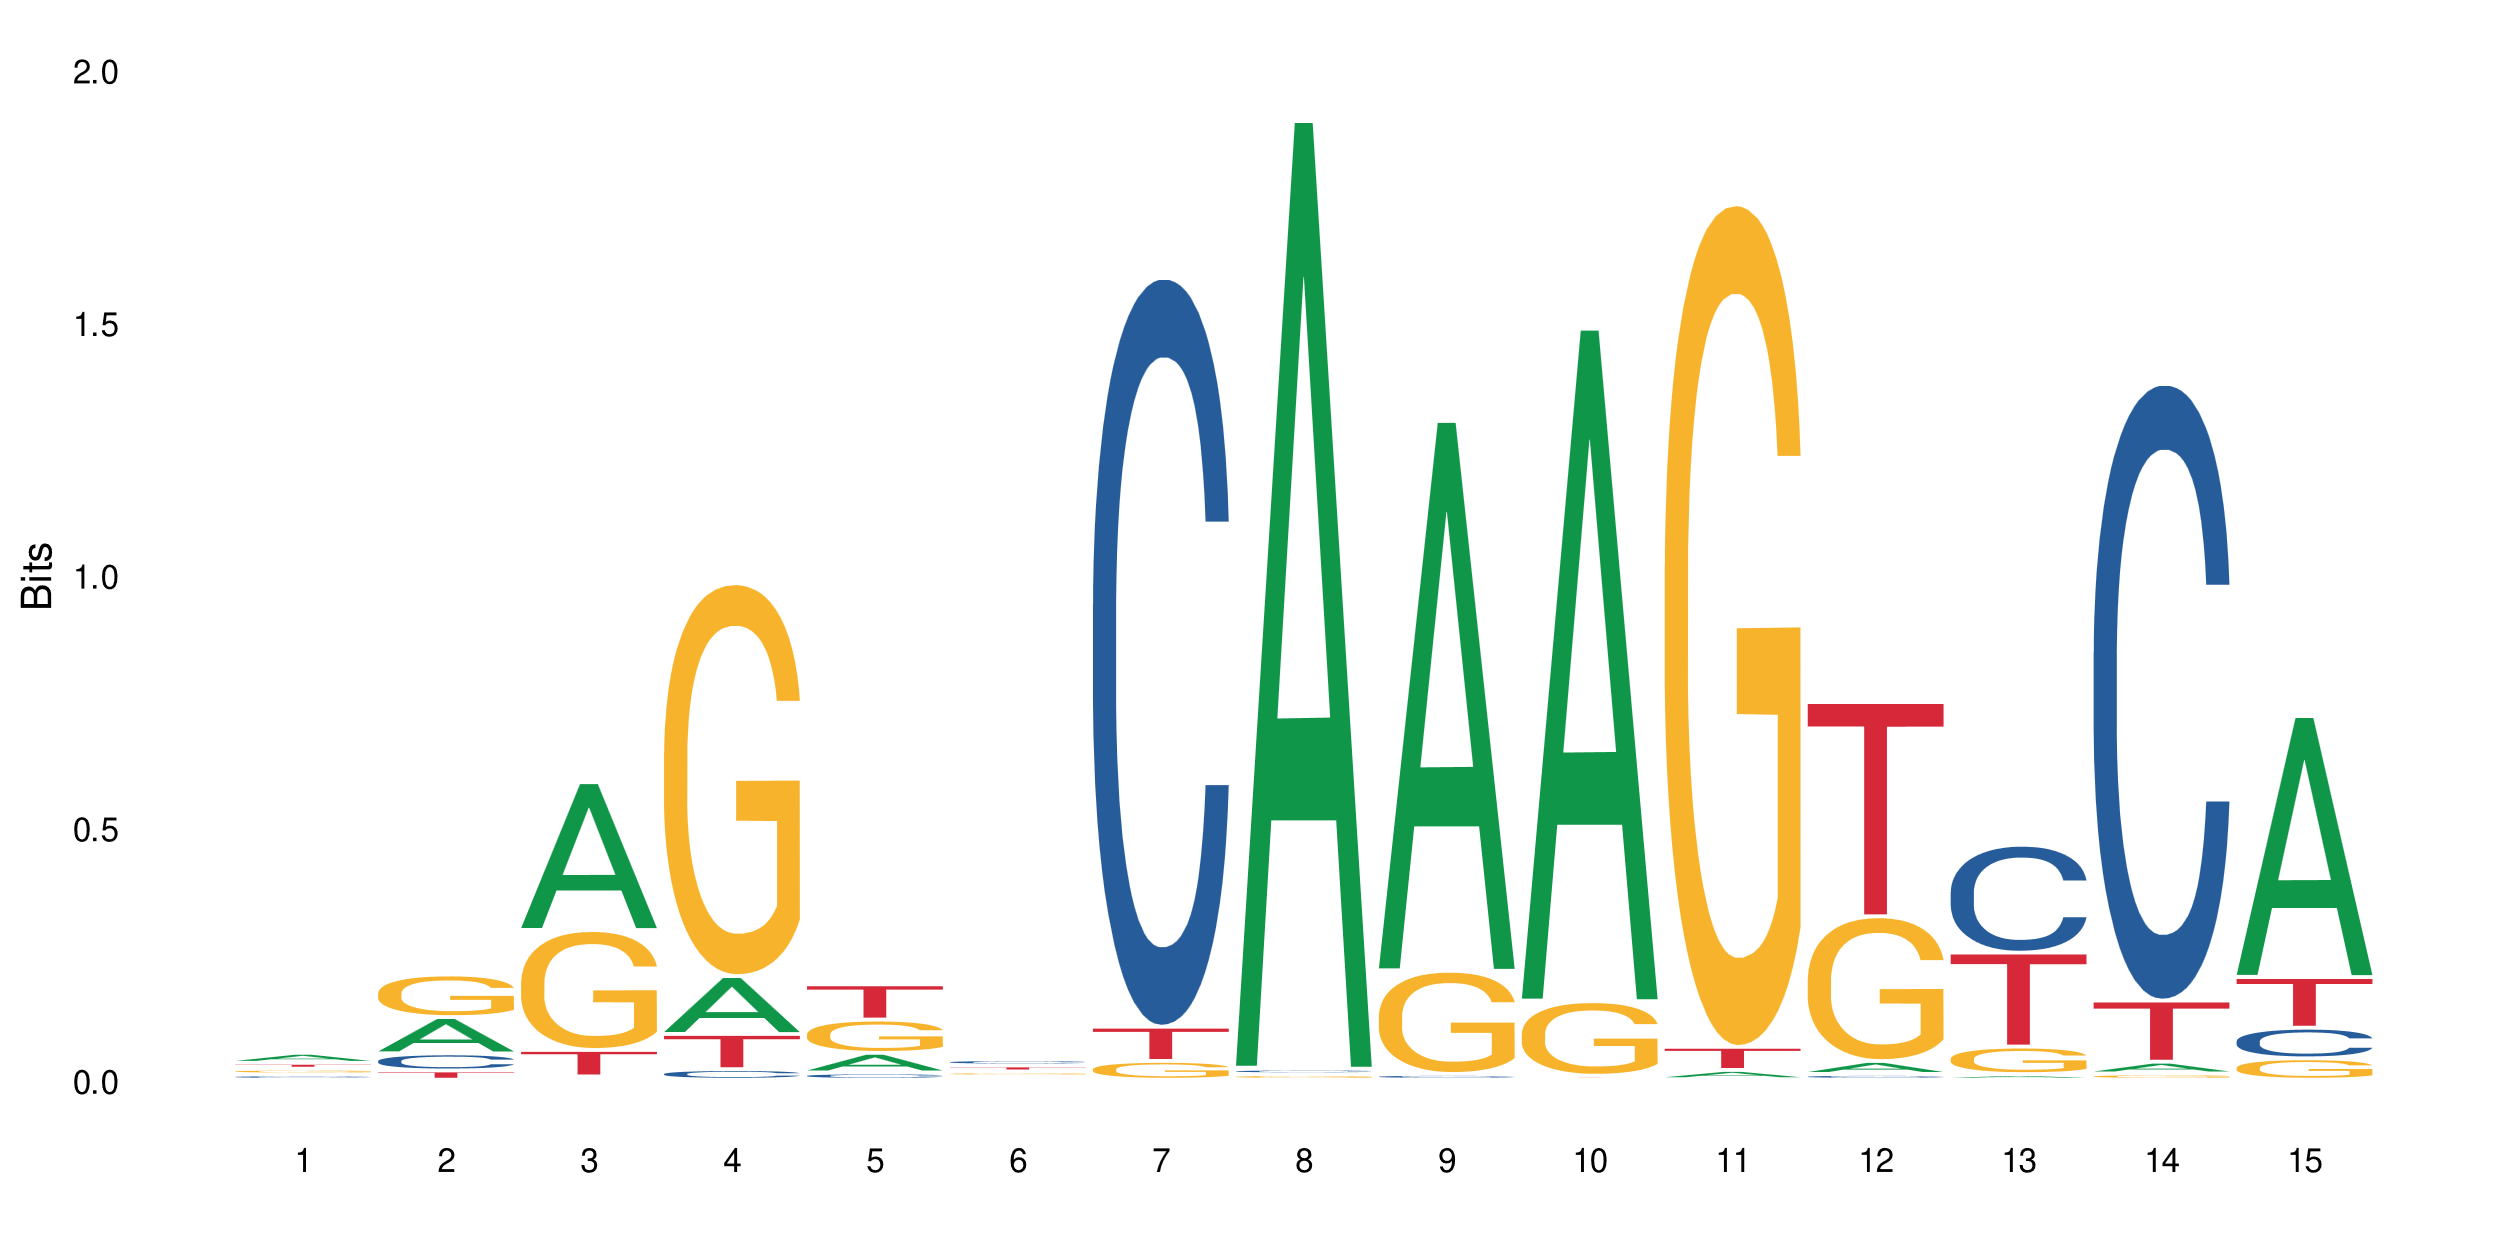 2.0
1.5
1.0
0.5
0.0
Bits
A T G C
G A C T
A G T
G A T C
T G A C
C T G
C T G
A C G
A G C
A G
G T A
T G A C
C T G A
C T A G
A T C G
1 2 3 4 5 6 7 8 9 10 11 12 13 14 15